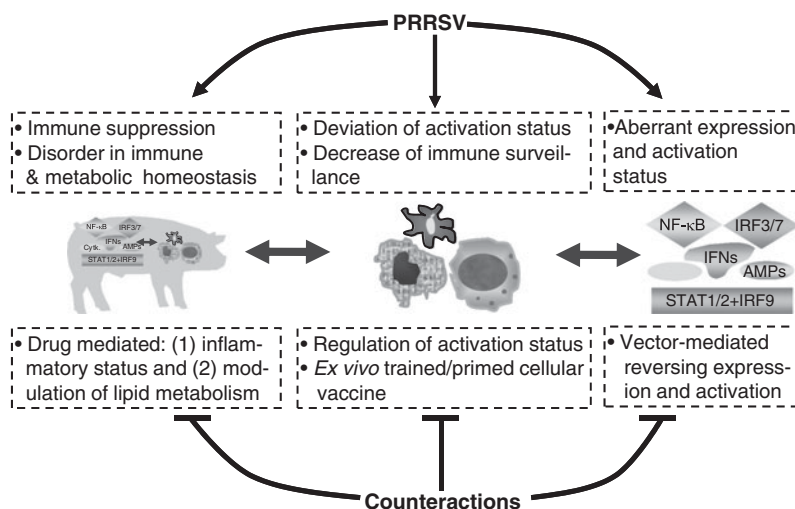 PRRSV
• Immune suppression
• Disorder in immune
& metabolic homeostasis
• Deviation of activation status
• Decrease of immune surveil-
lance
•Aberrant expression
and activation
status
NF-κB IRF3/7
Cytk. IFNs AMPs
STAT1/2+IRF9
NF-κB IRF3/7
IFNs
AMPs
STAT1/2+IRF9
• Drug mediated: (1) inflam-
matory status and (2) mod-
ulation of lipid metabolism
• Regulation of activation status
• Ex vivo trained/primed cellular
vaccine
• Vector-mediated
reversing express-
ion and activation
Counteractions